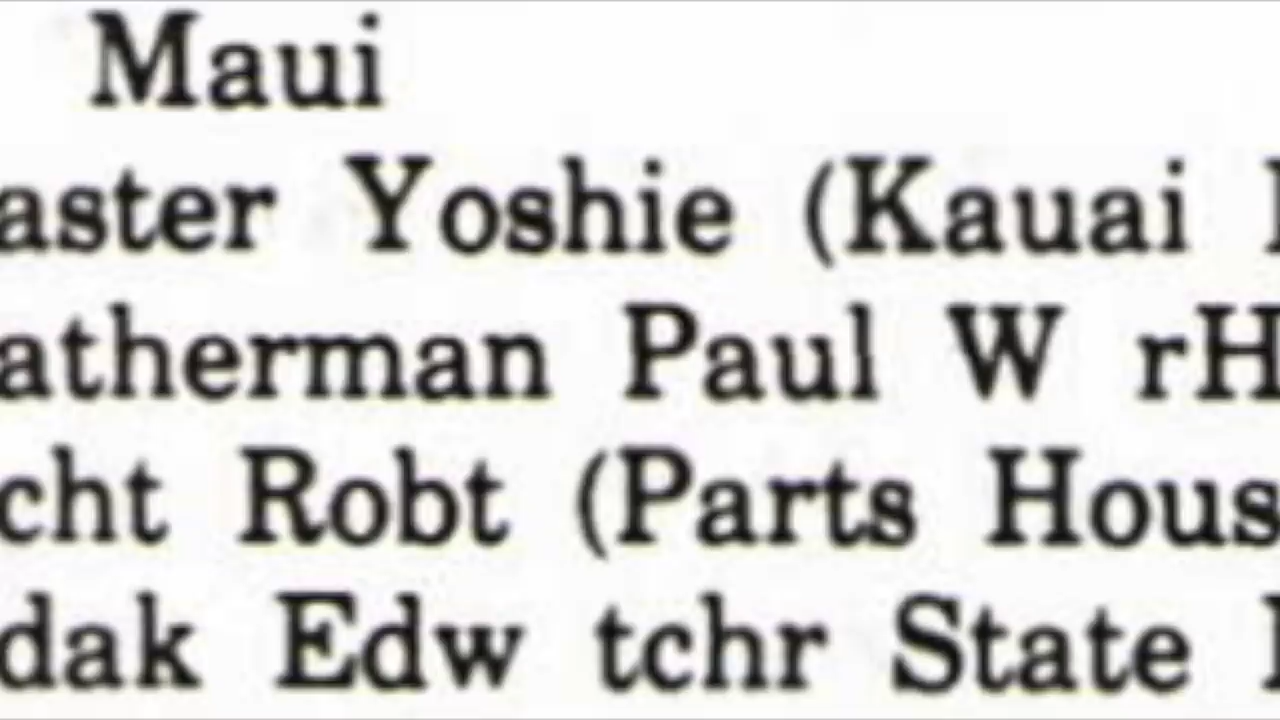 Maui
aster Yoshie (Kauai
atherman Paul W rH
cht Robt (Parts Hous
dak Edw tchr State